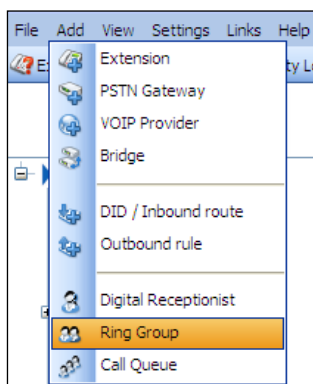 File Add View Settings Links Help
Extension
PSTN Gateway
VOIP Provider
Bridge
DID / Inbound route
Outbound rule
Digital Receptionist
Ring Group
Call Queue